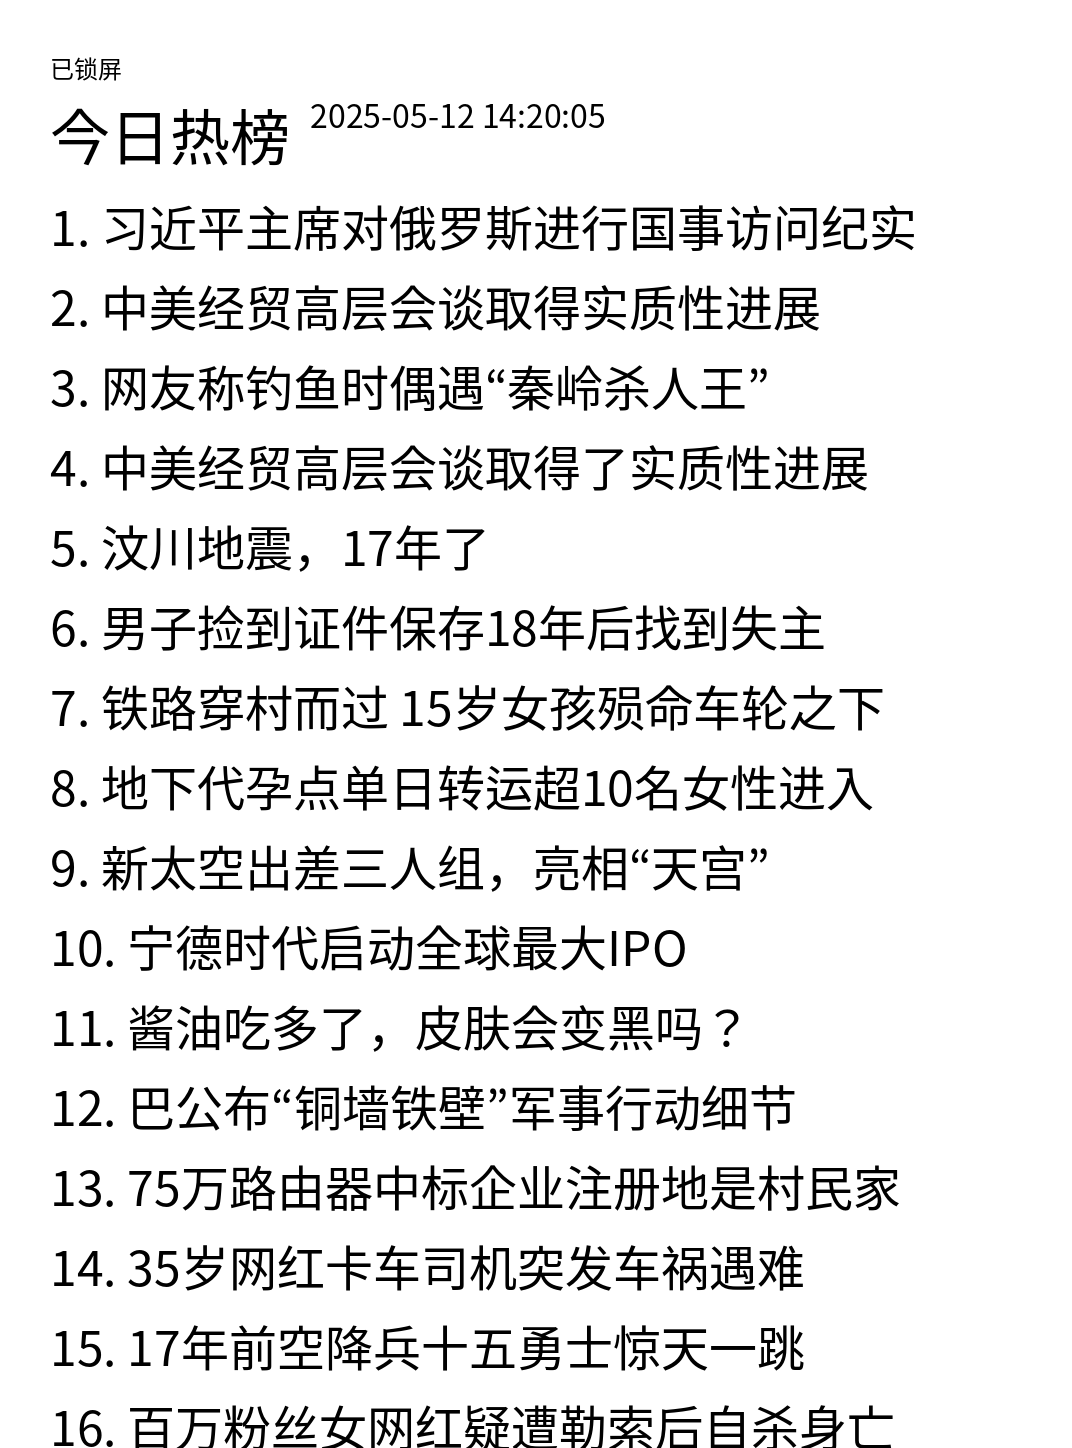 已锁屏
今日热榜 2025-05-12 14:20:05
1. 习近平主席对俄罗斯进行国事访问纪实
2. 中美经贸高层会谈取得实质性进展
3. 网友称钓鱼时偶遇“秦岭杀人王”
4. 中美经贸高层会谈取得了实质性进展
5. 汶川地震，17年了
6. 男子捡到证件保存18年后找到失主
7. 铁路穿村而过 15岁女孩殒命车轮之下
8. 地下代孕点单日转运超10名女性进入
9. 新太空出差三人组，亮相“天宫”
10. 宁德时代启动全球最大IPO
11. 酱油吃多了，皮肤会变黑吗？
12. 巴公布“铜墙铁壁”军事行动细节
13. 75万路由器中标企业注册地是村民家
14. 35岁网红卡车司机突发车祸遇难
15. 17年前空降兵十五勇士惊天一跳
16. 百万粉丝女网红疑遭勒索后自杀身亡